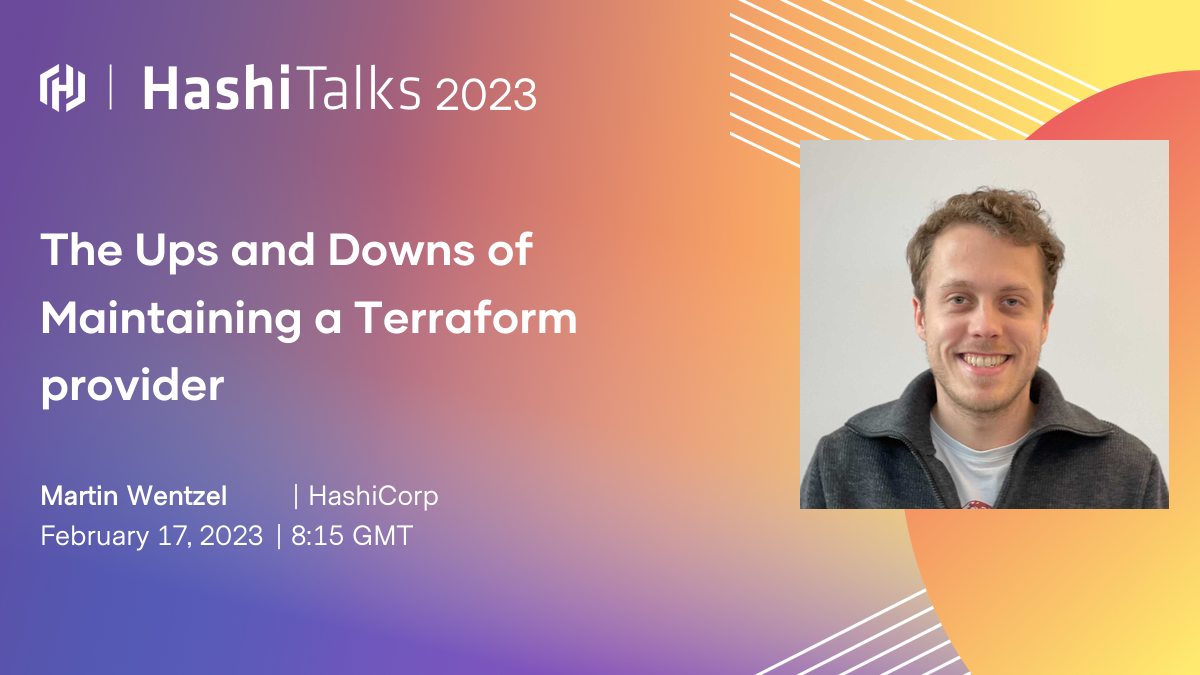 HashiTalks 2023
The Ups and Downs of
Maintaining a Terraform
provider
Martin Wentzel | HashiCorp
February 17, 2023 | 8:15 GMT